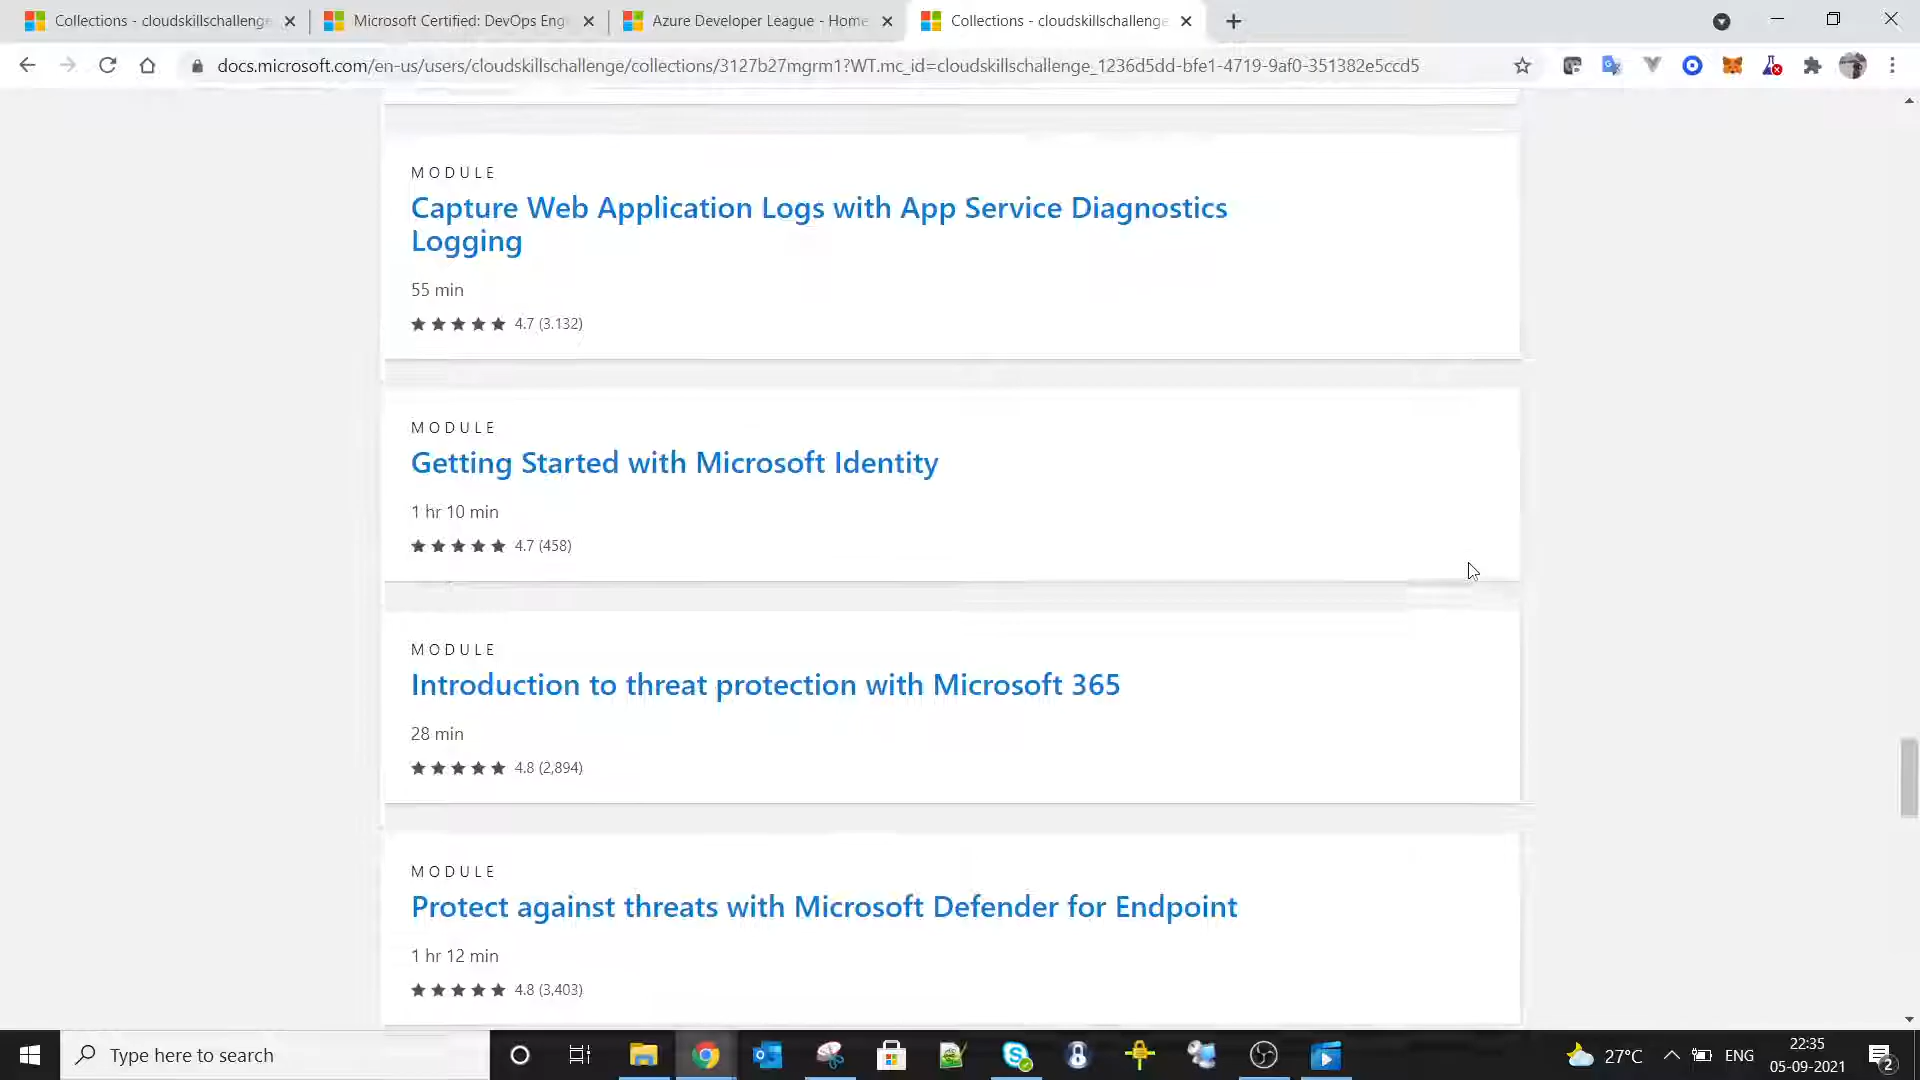 Collections - cloudskillschallenge
Microsoft Certified: DevOps Eng
Azure Developer League - Home
Collections - cloudskillschallenge
docs.microsoft.com/en-us/users/cloudskillschallenge/collections/3127b27mgrm1?WT.mc_id=cloudskillschallenge_1236d5dd-bfe1-4719-9af0-351382e5ccd5
MODULE
Capture Web Application Logs with App Service Diagnostics
Logging
55 min
4.7 (3.132)
MODULE
Getting Started with Microsoft Identity
1 hr 10 min
4.7 (458)
MODULE
Introduction to threat protection with Microsoft 365
28 min
4.8 (2,894)
MODULE
Protect against threats with Microsoft Defender for Endpoint
1 hr 12 min
4.8 (3,403)
Type here to search
27°C
ENG
22:35
05-09-2021
2